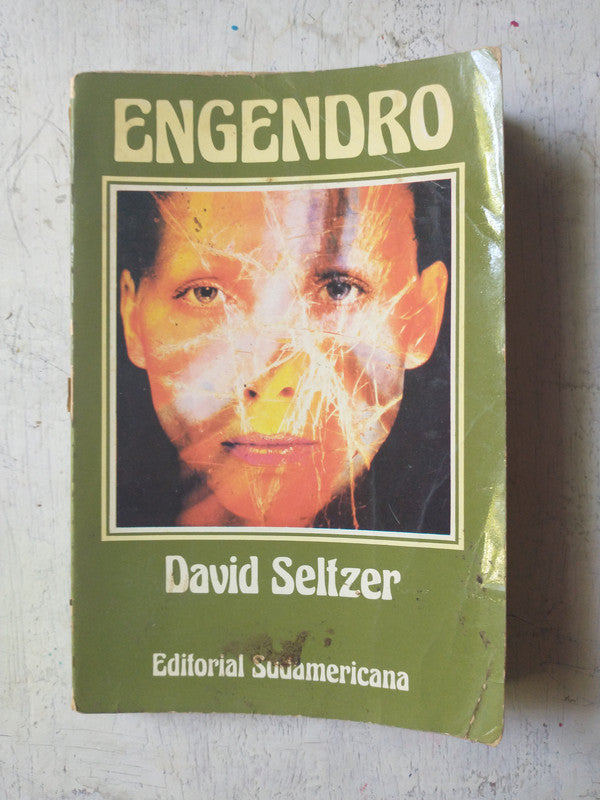 ENGENDRO
David Seltzer
Editorial Sudamericana